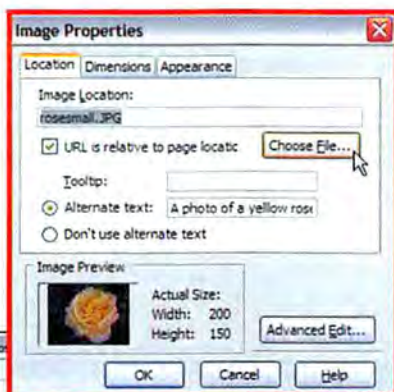 Image Properties
Location Dimensions Appearance
Image Location:
rosesmall.JPG
URL is relative to page locatic
Choose File...
Tooltip:
Alternate text: A photo of a yellow rose
Don't use alternate text
Image Preview
Actual Size:
Width: 200
Height: 150
Advanced Edit...
OK Cancel Help